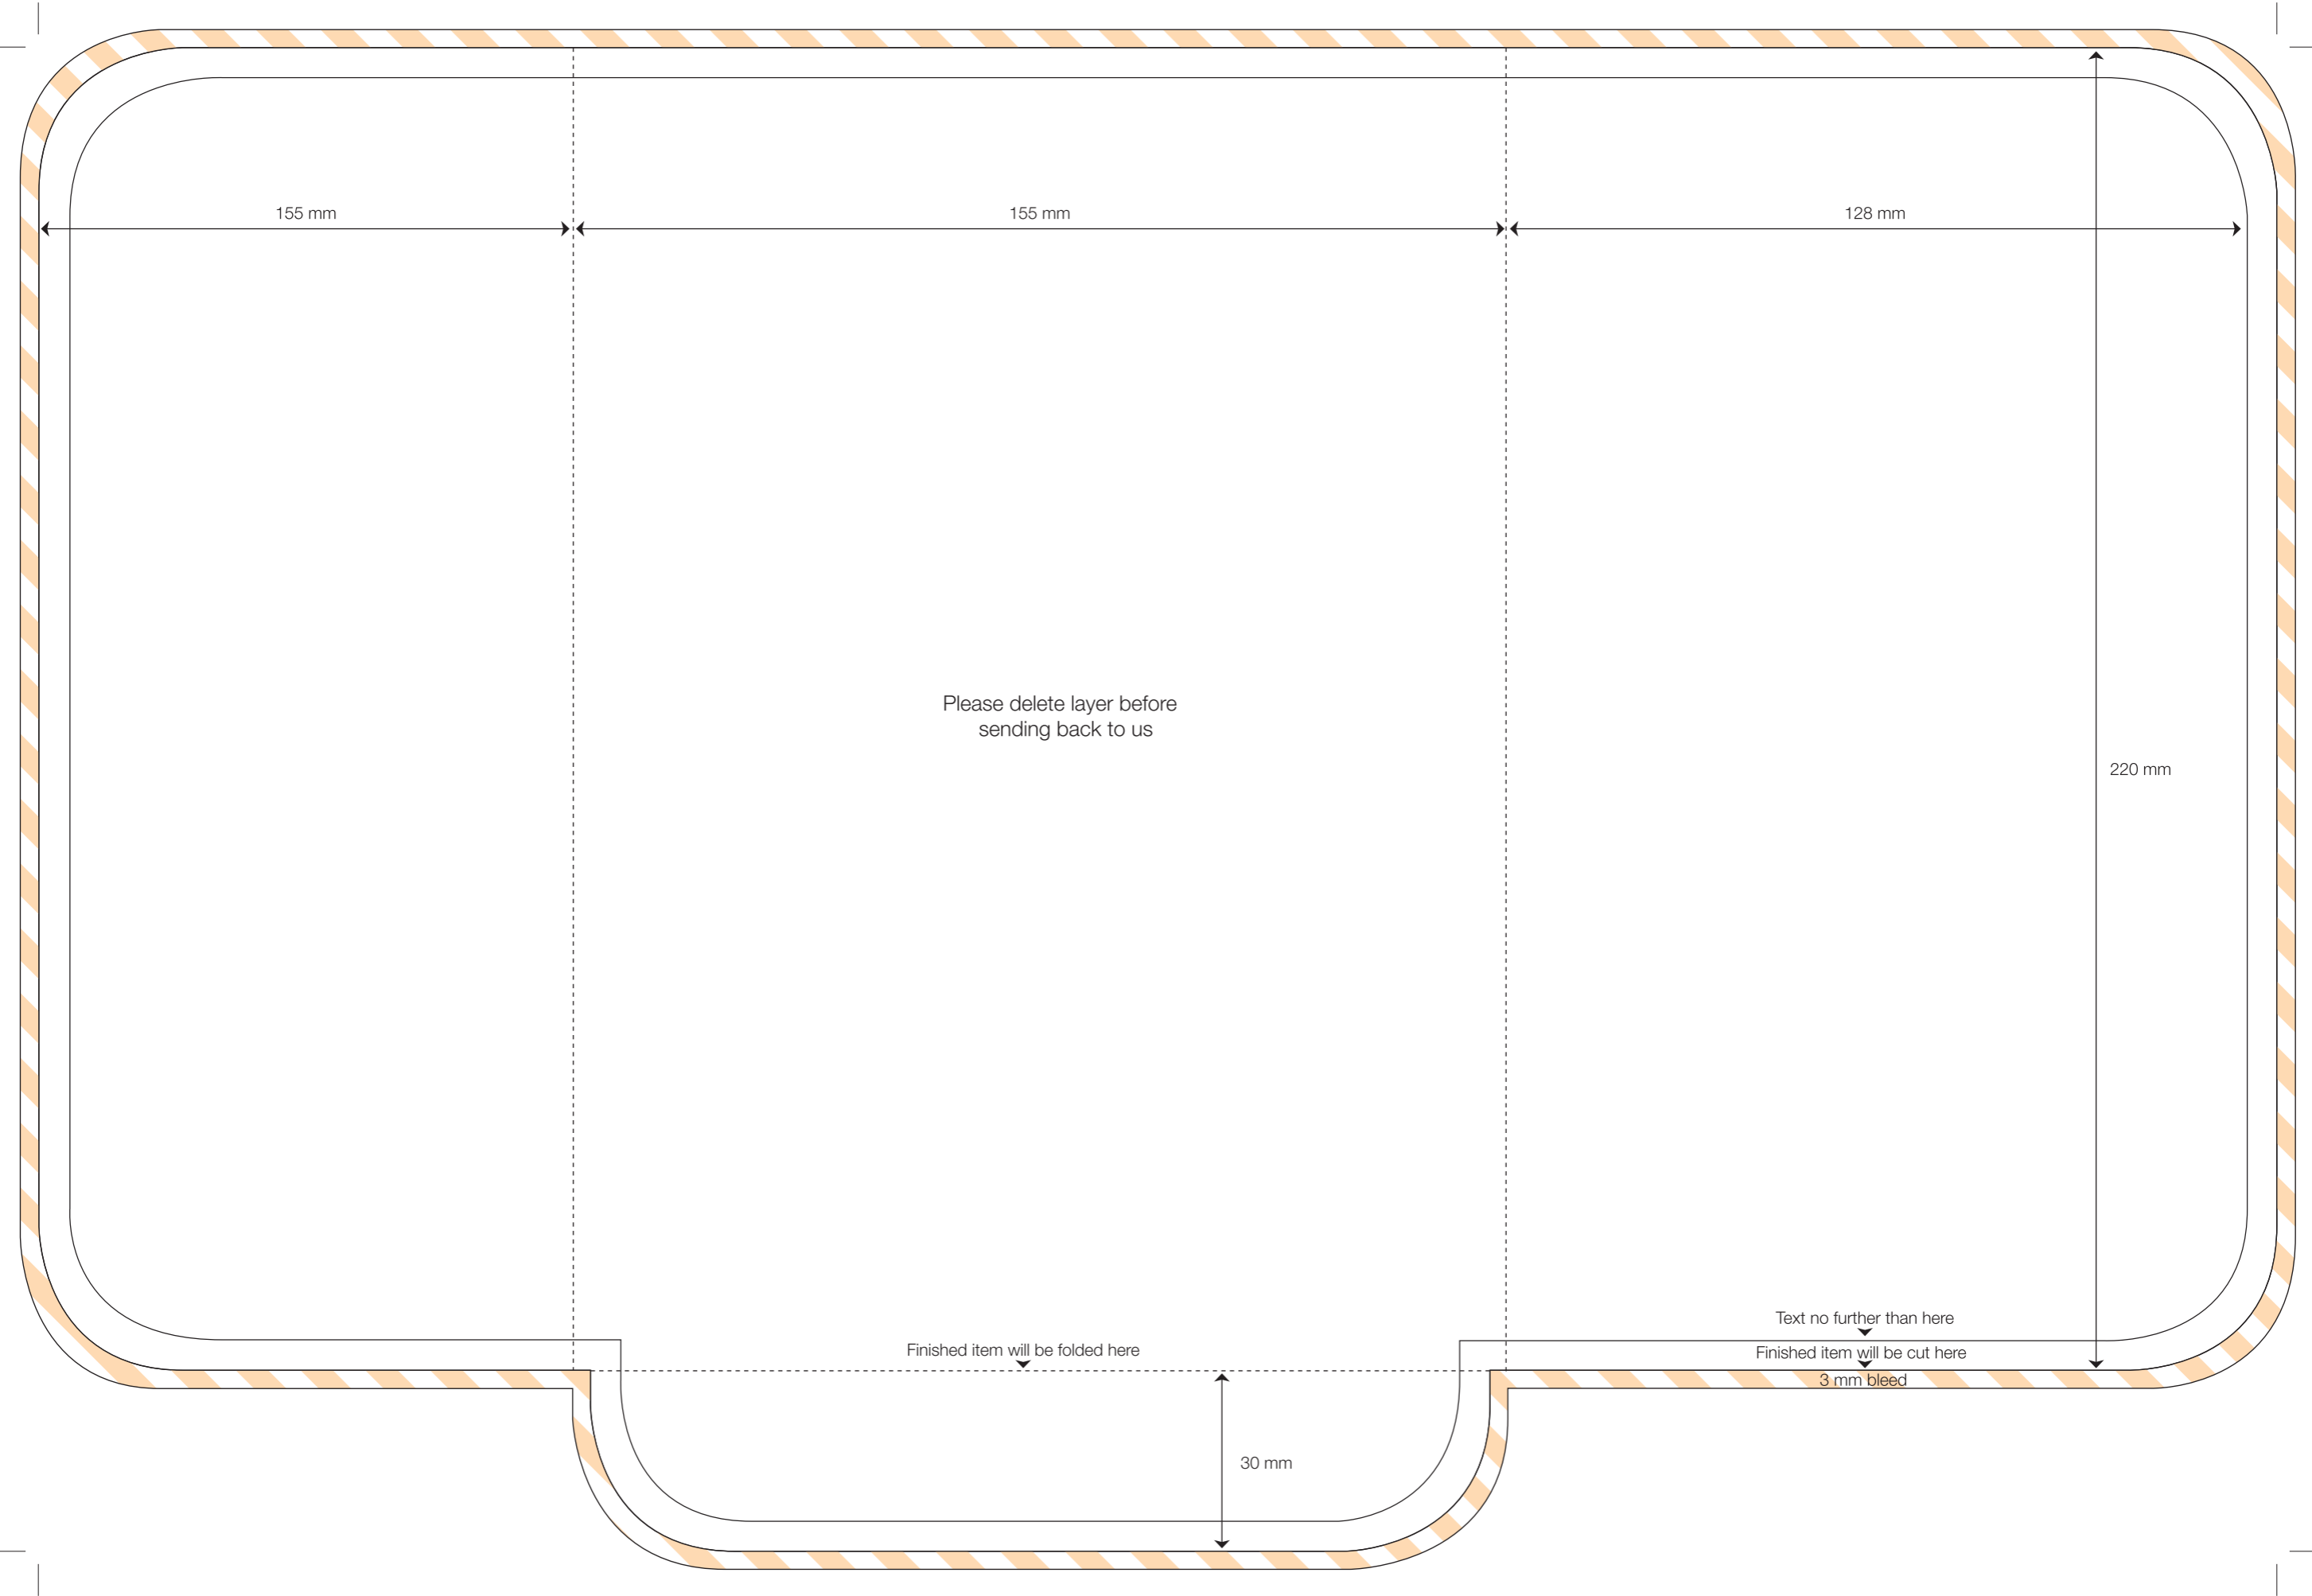 155 mm
155 mm
128 mm
Please delete layer before
sending back to us
220 mm
Text no further than here
Finished item will be folded here
Finished item will be cut here
3 mm bleed
30 mm